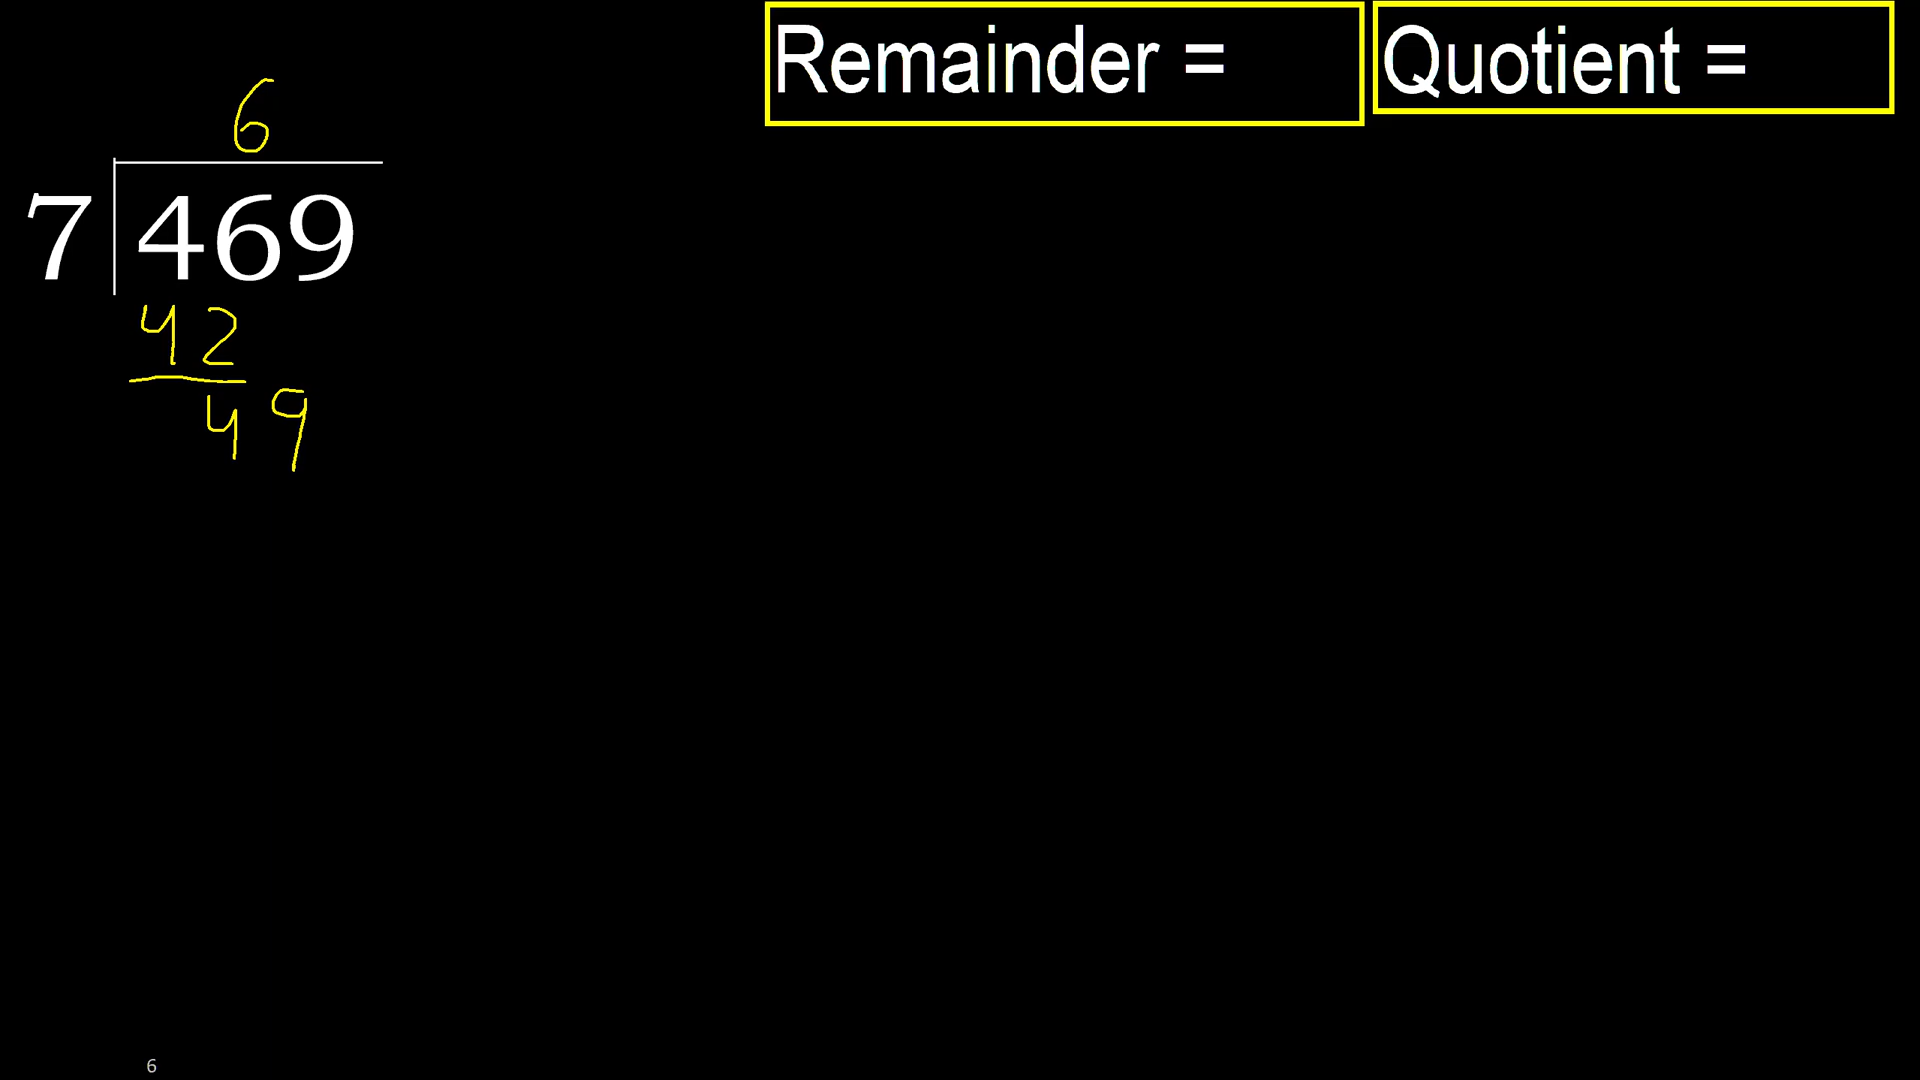 Remainder =
Quotient =
6
7 469
42
49
6